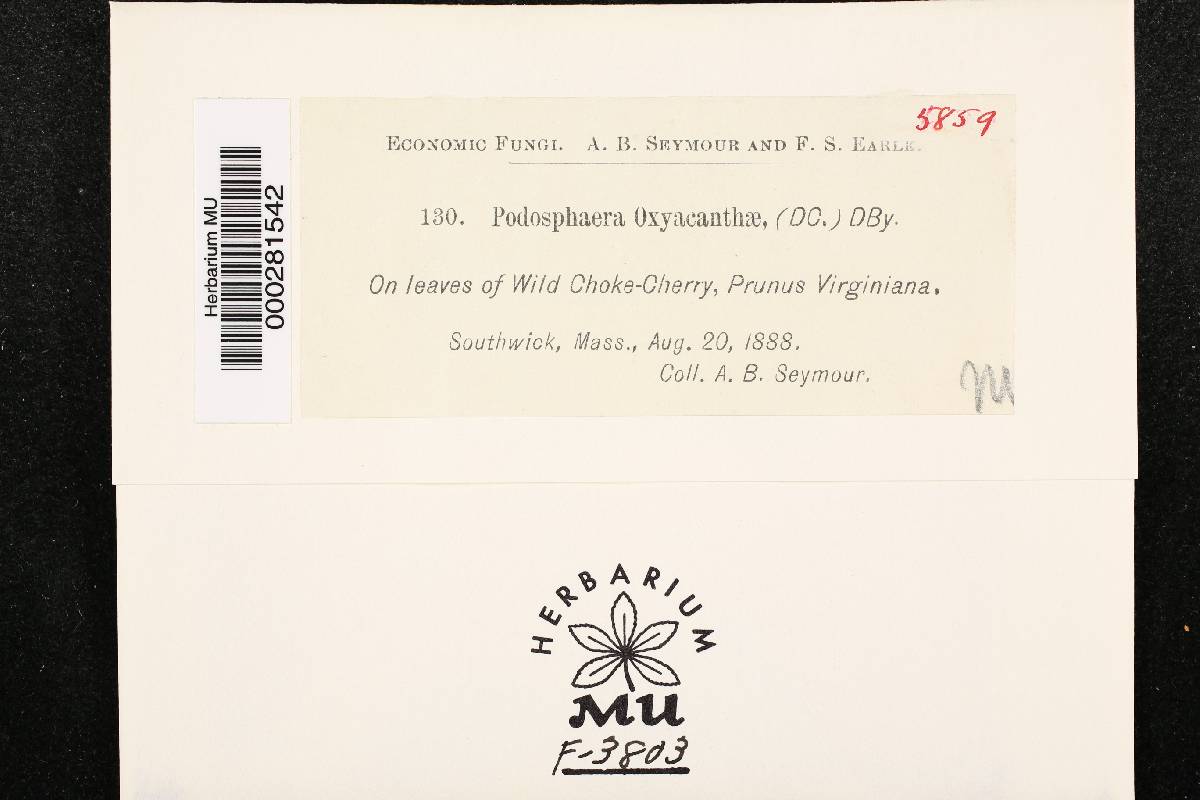 5859
Economic Fungi. A. B. Seymour and F. S. Earle.
130. Podosphaera Oxyacanthæ, (DC.) DBy.
On leaves of Wild Choke-Cherry, Prunus Virginiana.
Southwick, Mass., Aug. 20, 1888.
Coll. A. B. Seymour.
MU
Herbarium MU
000281542
HERBARIUM
MU
F-3803